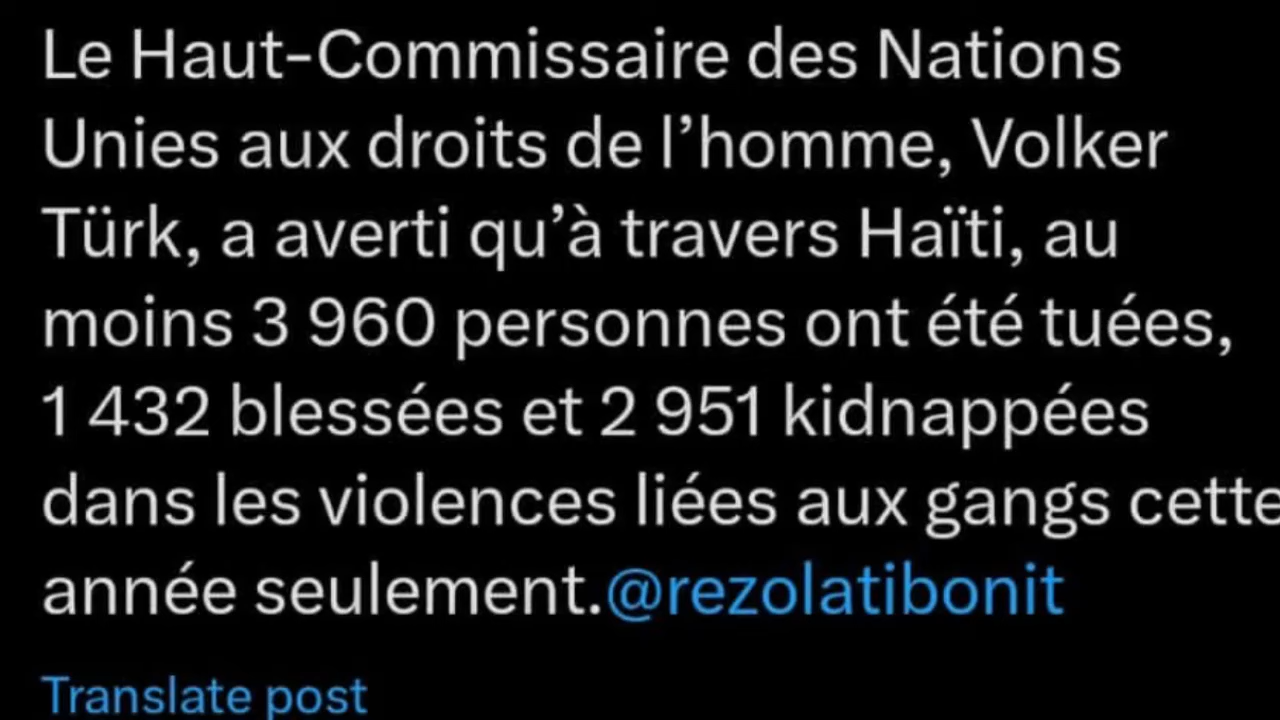 Le Haut-Commissaire des Nations
Unies aux droits de l’homme, Volker
Türk, a averti qu’à travers Haïti, au
moins 3 960 personnes ont été tuées,
1 432 blessées et 2 951 kidnappées
dans les violences liées aux gangs cette
année seulement.@rezolatibonit
Translate post